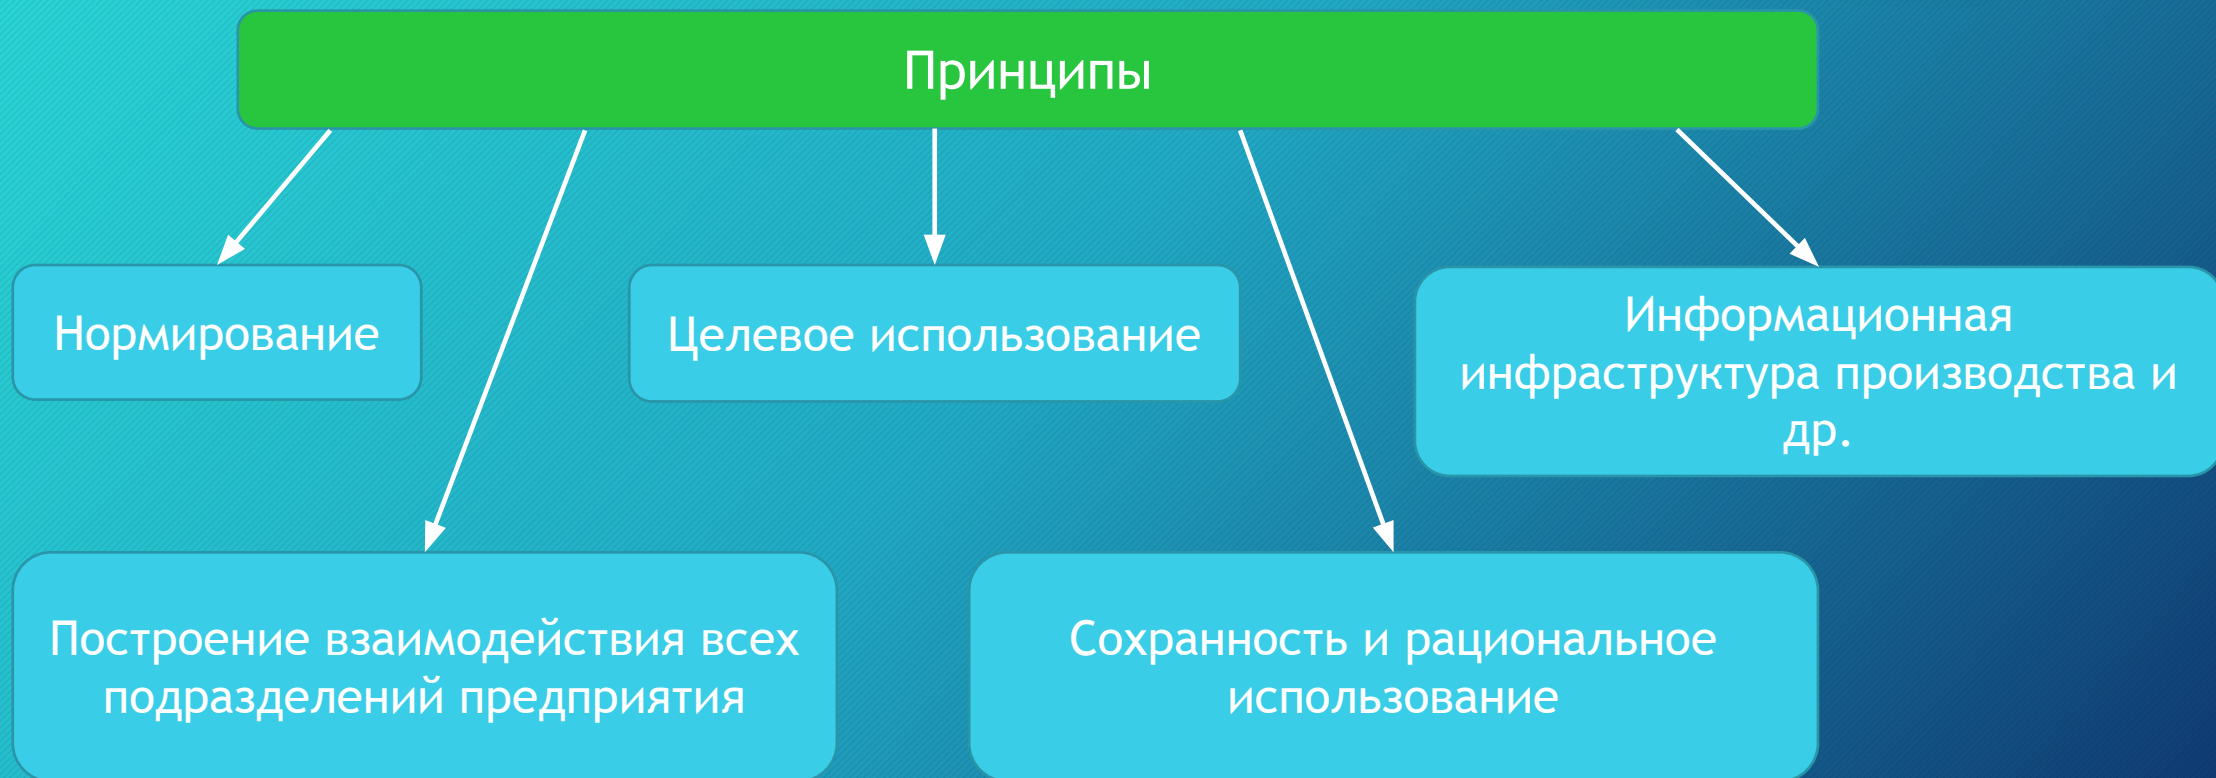 Принципы
Нормирование
Целевое использование
Информационная
инфраструктура производства и
др.
Построение взаимодействия всех
подразделений предприятия
Сохранность и рациональное
использование